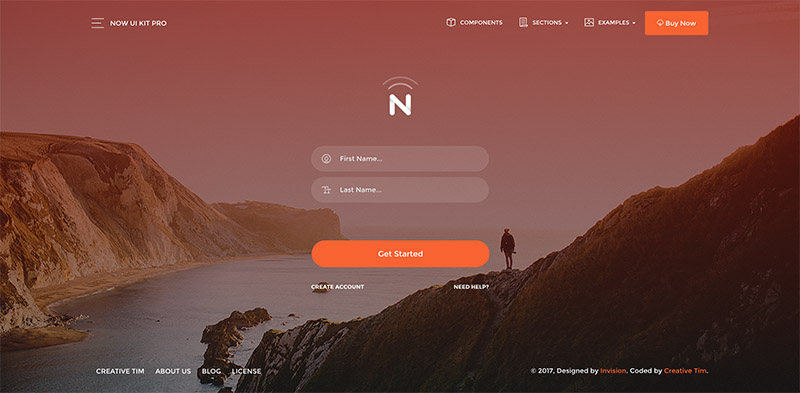 NOW UI KIT PRO
COMPONENTS
SECTIONS
EXAMPLES
Buy Now
N
First Name...
Last Name...
Get Started
CREATE ACCOUNT
NEED HELP?
CREATIVE TIM
ABOUT US
BLOG
LICENSE
© 2017, Designed by Invision. Coded by Creative Tim.